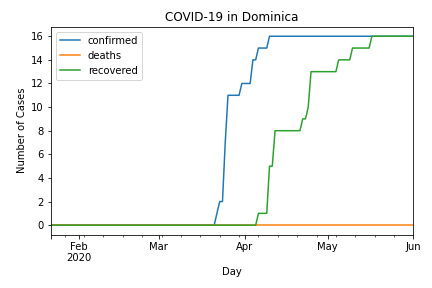 COVID-19 in Dominica
confirmed
deaths
recovered
Number of Cases
16
14
12
10
8
6
4
2
0
Feb
2020
Mar
Apr
May
Jun
Day